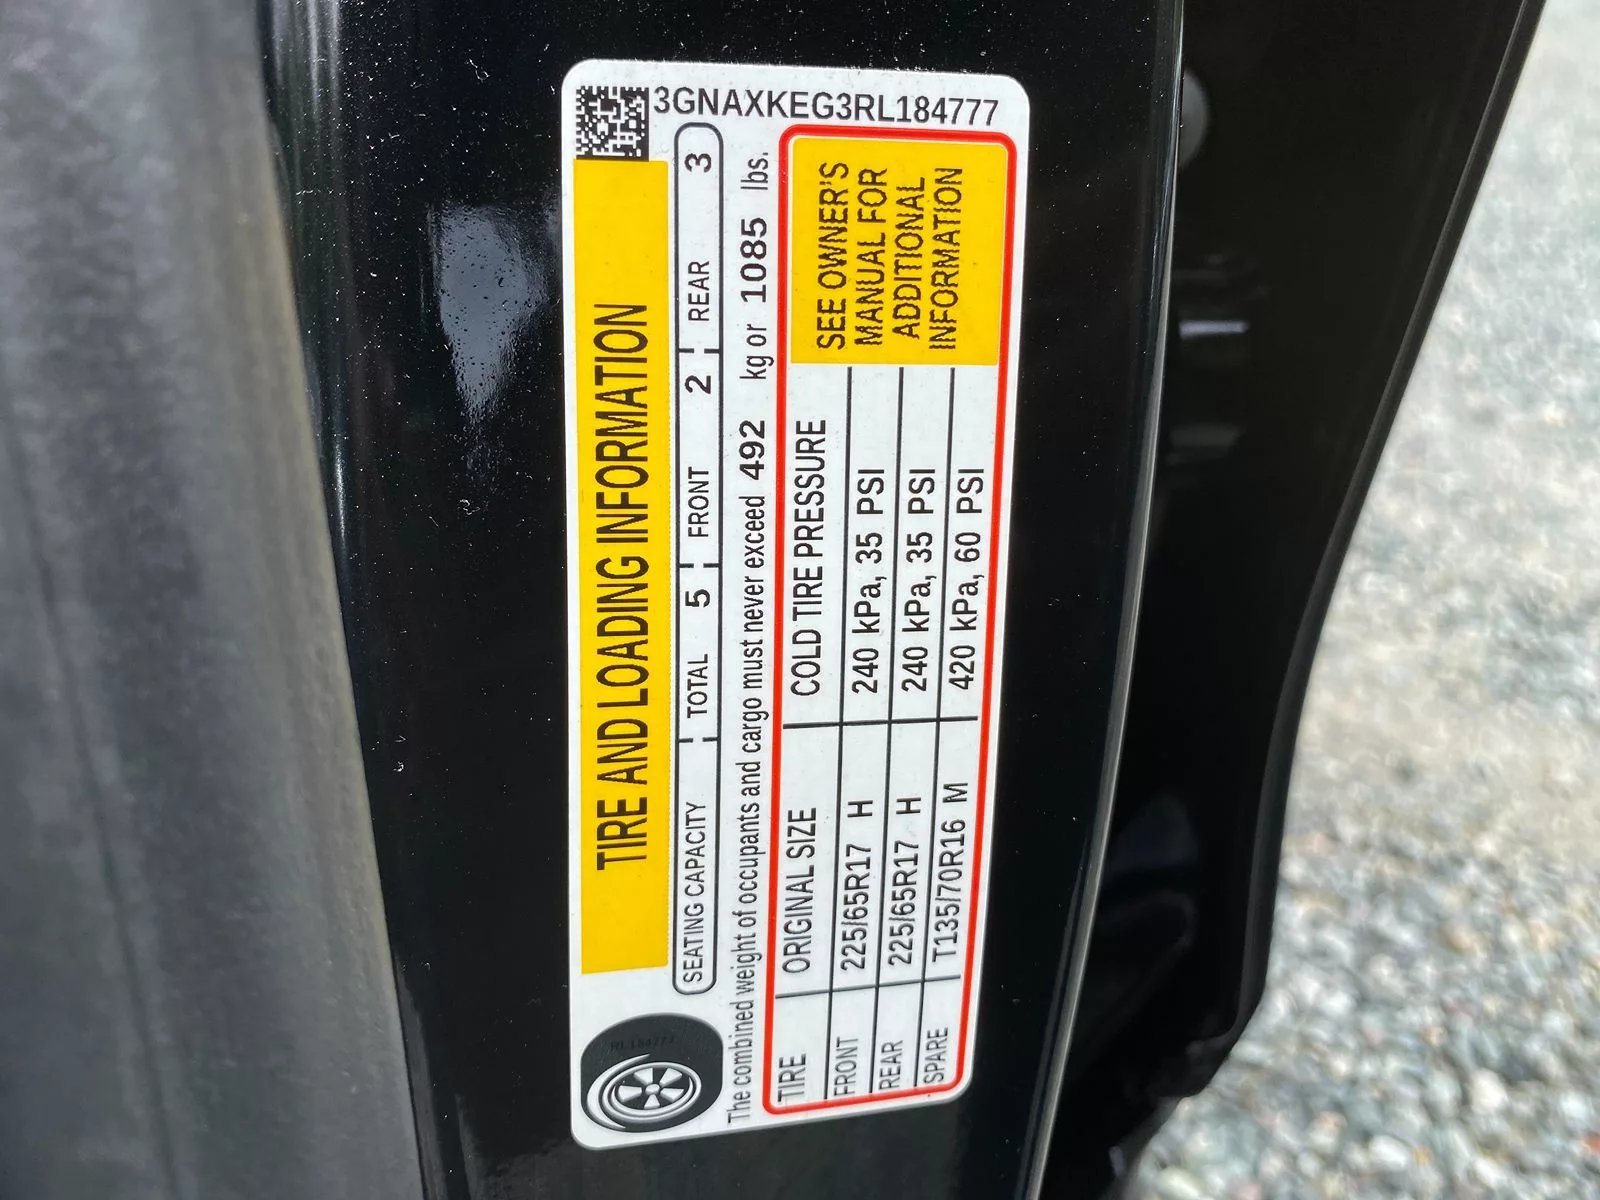 3GNAXKEG3RL184777
TIRE AND LOADING INFORMATION
SEATING CAPACITY TOTAL 5 FRONT 2 REAR 3
The combined weight of occupants and cargo must never exceed 492 kg or 1085 lbs.
TIRE ORIGINAL SIZE COLD TIRE PRESSURE
FRONT 225/65R17 H 240 kPa, 35 PSI
REAR 225/65R17 H 240 kPa, 35 PSI
SPARE T135/70R16 M 420 kPa, 60 PSI
SEE OWNER'S
MANUAL FOR
ADDITIONAL
INFORMATION
RL184777